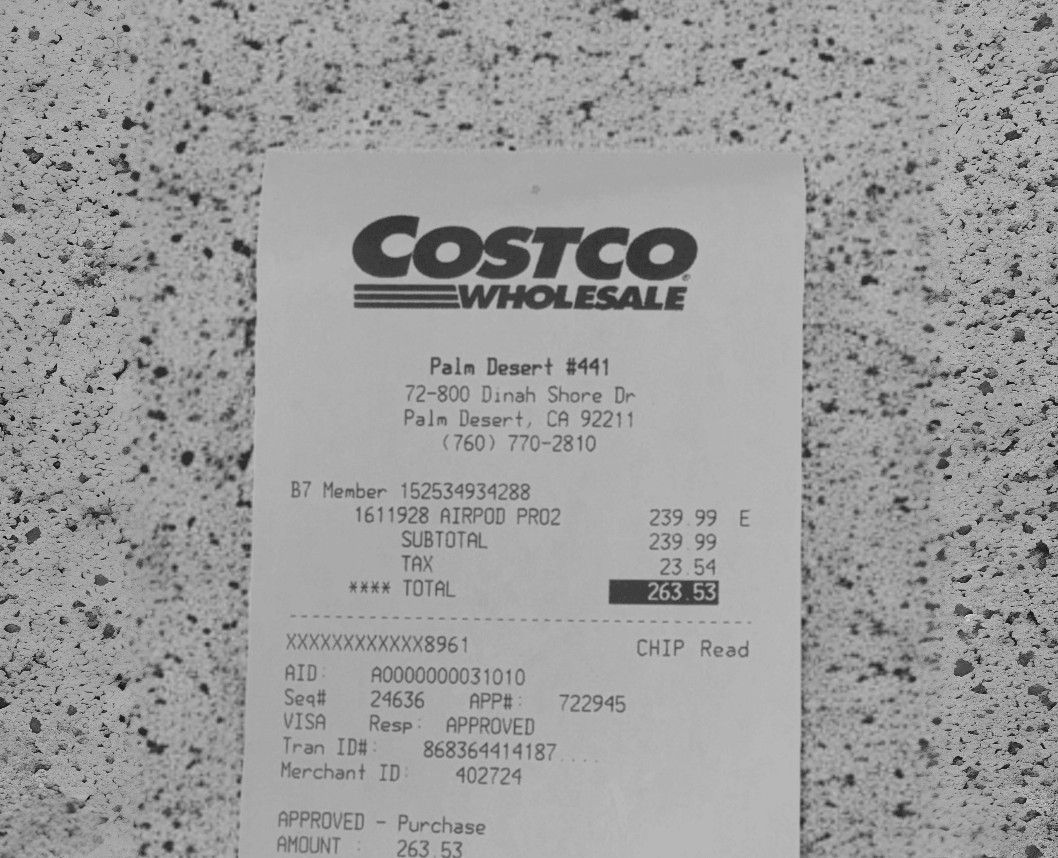 COSTCO
WHOLESALE
Palm Desert #441
72-800 Dinah Shore Dr
Palm Desert, CA 92211
(760) 770-2810
B7 Member 152534934288
1611928 AIRPOD PRO2 239.99 E
SUBTOTAL 239.99
TAX 23.54
**** TOTAL 263.53
XXXXXXXXXXXX8961 CHIP Read
AID: A0000000031010
Seq# 24636 APP#: 722945
VISA Resp: APPROVED
Tran ID#: 868364414187....
Merchant ID: 402724
APPROVED - Purchase
AMOUNT : 263.53